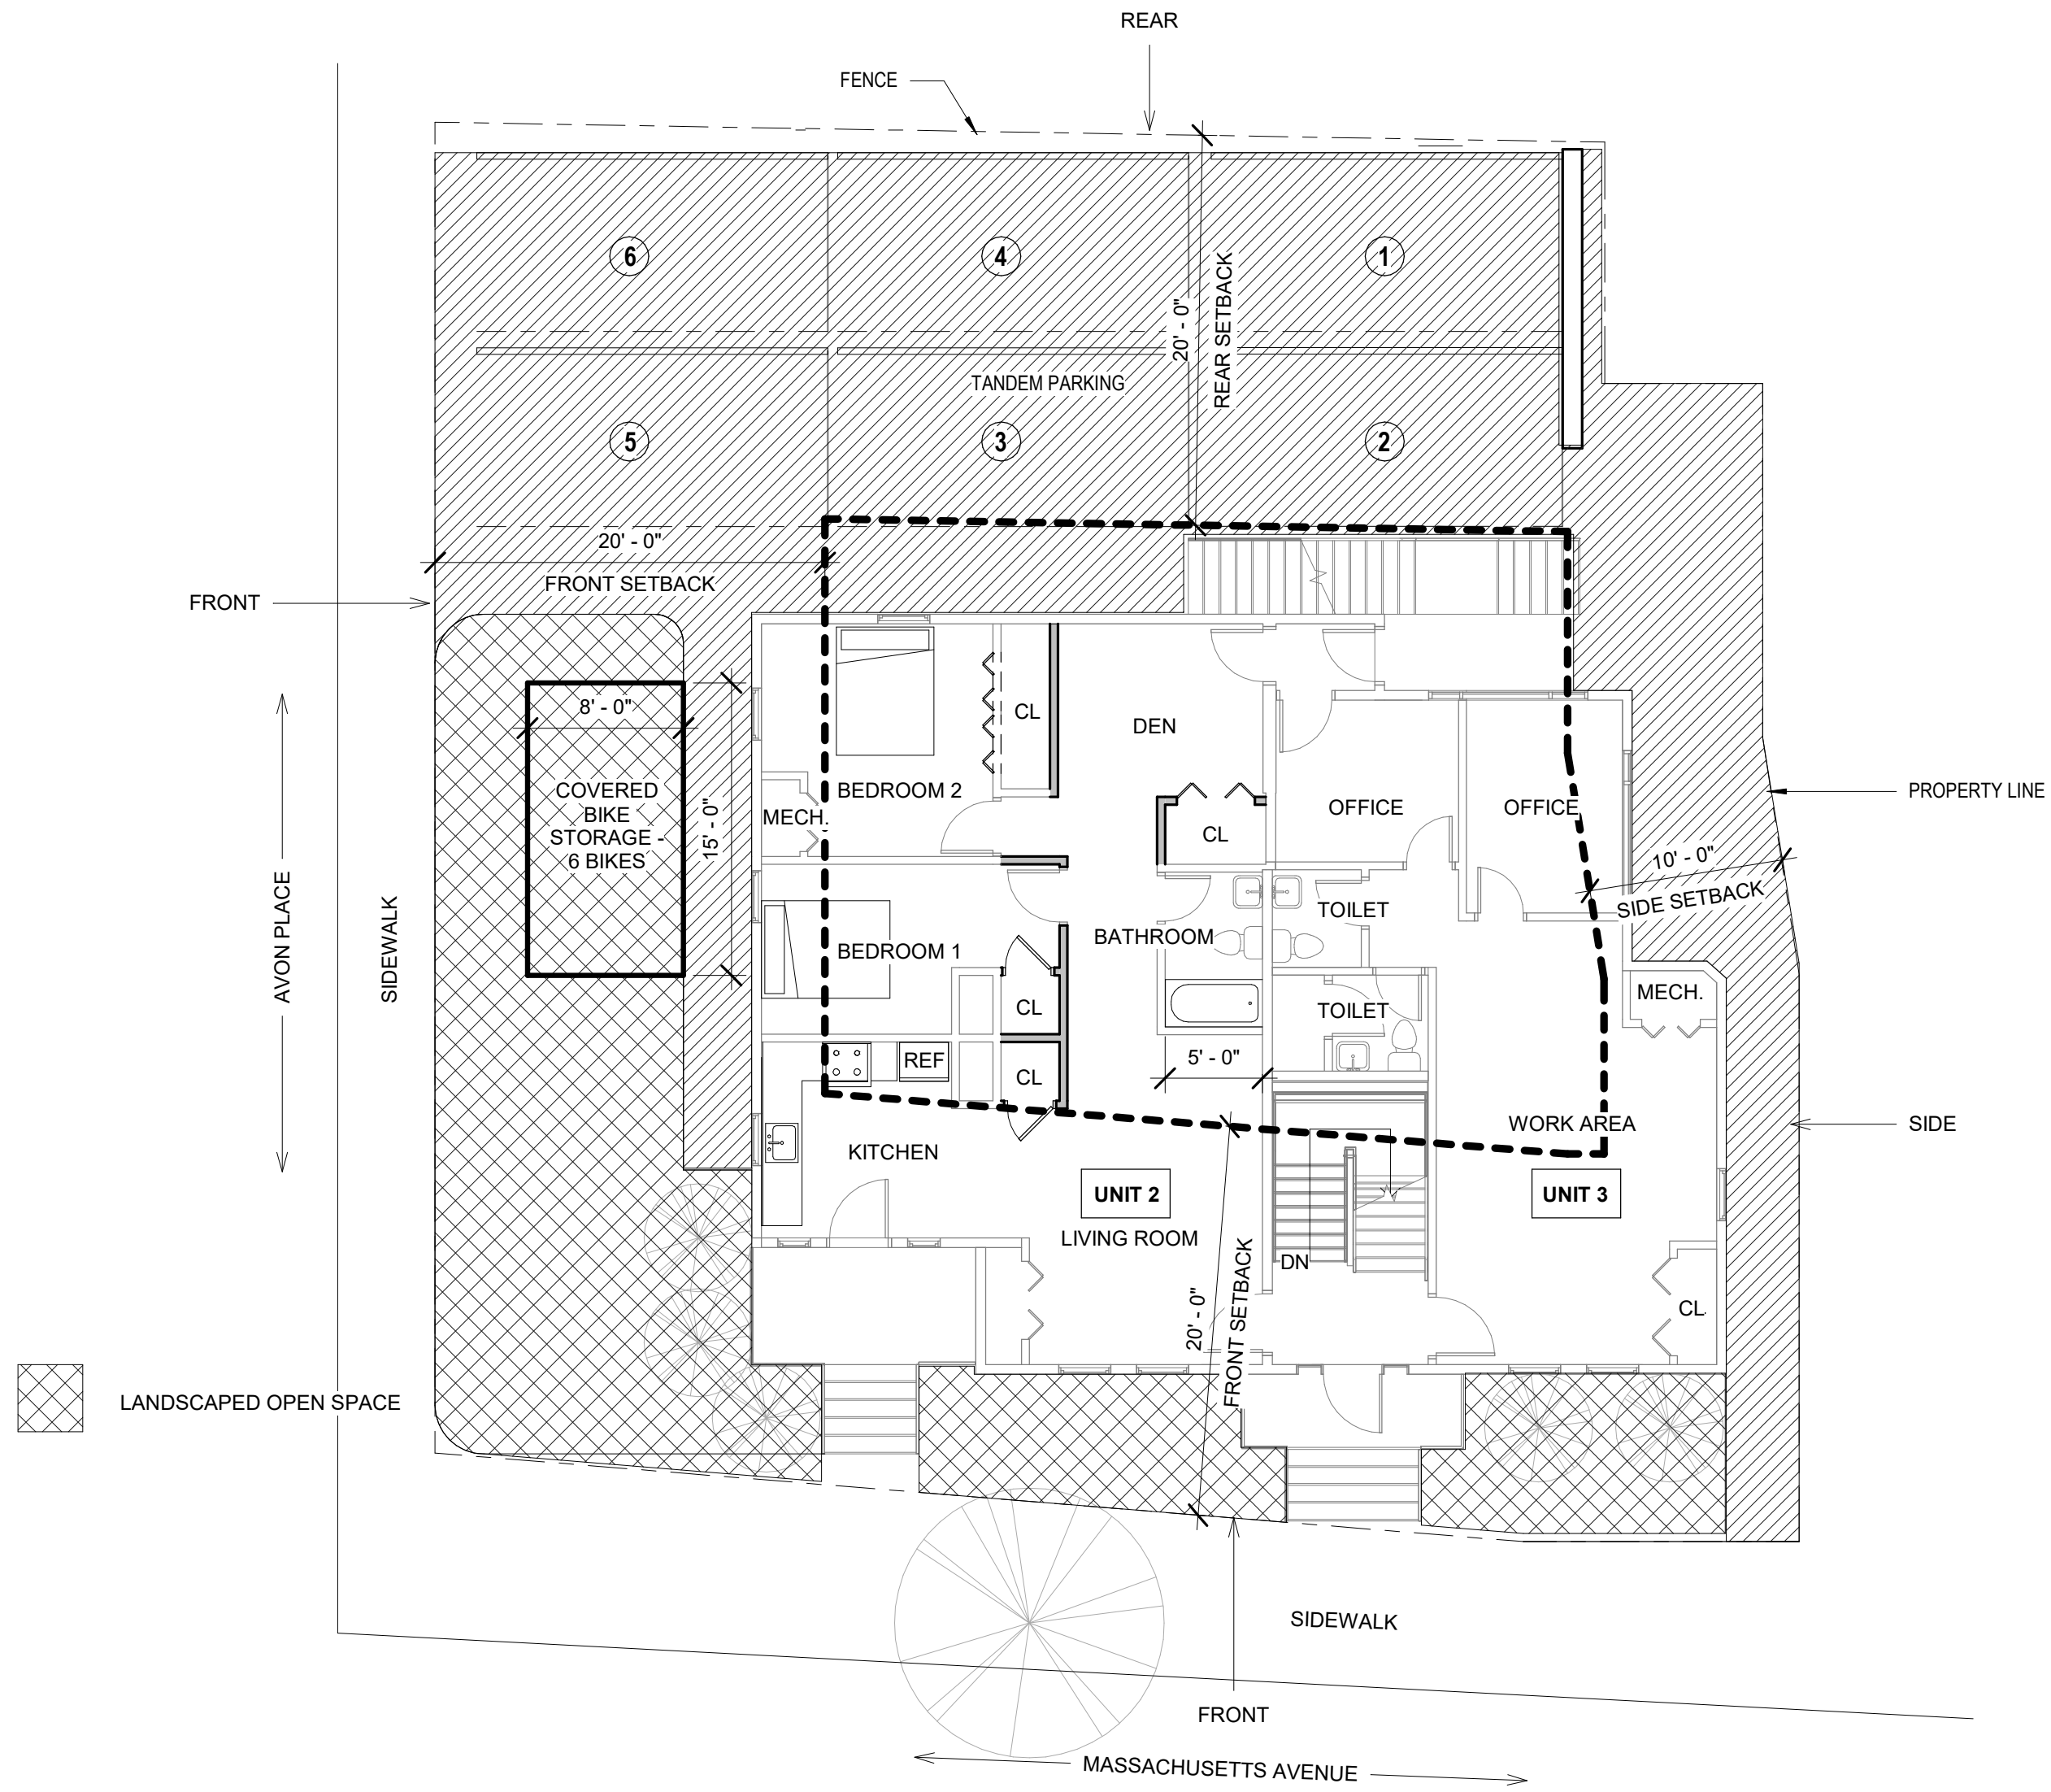 REAR
FENCE
6
4
1
20' - 0"
REAR SETBACK
TANDEM PARKING
5
3
2
20' - 0"
FRONT SETBACK
FRONT
8' - 0"
COVERED
BIKE
STORAGE -
6 BIKES
15' - 0"
AVON PLACE
SIDEWALK
CL
DEN
BEDROOM 2
MECH.
CL
OFFICE
OFFICE
PROPERTY LINE
10' - 0"
SIDE SETBACK
TOILET
BATHROOM
BEDROOM 1
CL
TOILET
MECH.
REF
CL
5' - 0"
WORK AREA
SIDE
KITCHEN
UNIT 2
UNIT 3
LIVING ROOM
DN
20' - 0"
FRONT SETBACK
CL
LANDSCAPED OPEN SPACE
SIDEWALK
FRONT
MASSACHUSETTS AVENUE